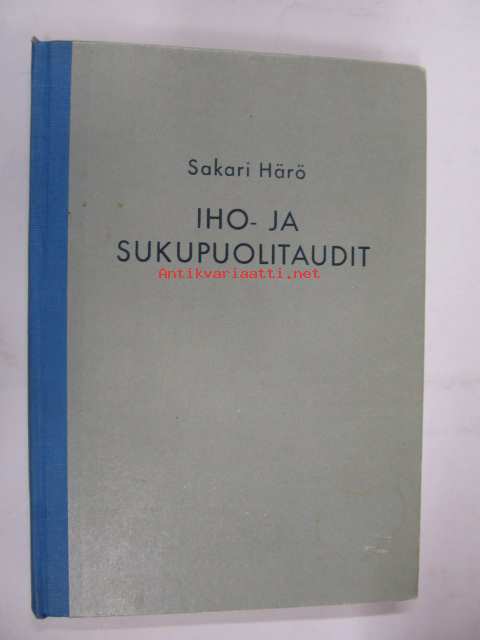 Sakari Härö
IHO- JA
SUKUPUOLITAUDIT
Antikvariaatti.net